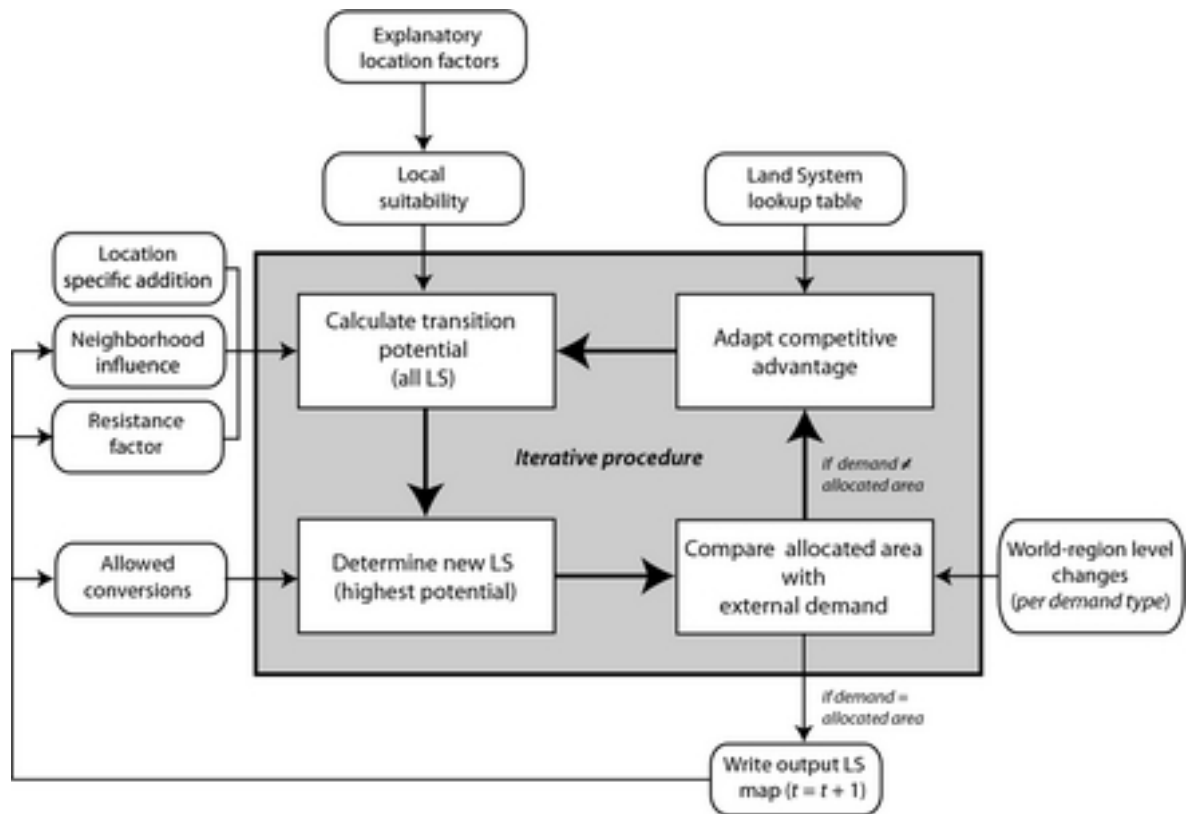 Explanatory
location factors
Local
suitability
Land System
lookup table
Location
specific addition
Neighborhood
influence
Resistance
factor
Calculate transition
potential
(all LS)
Adapt competitive
advantage
Iterative procedure
if demand ≠
allocated area
Allowed
conversions
Determine new LS
(highest potential)
Compare allocated area
with
external demand
World-region level
changes
(per demand type)
if demand =
allocated area
Write output LS
map (t = t + 1)